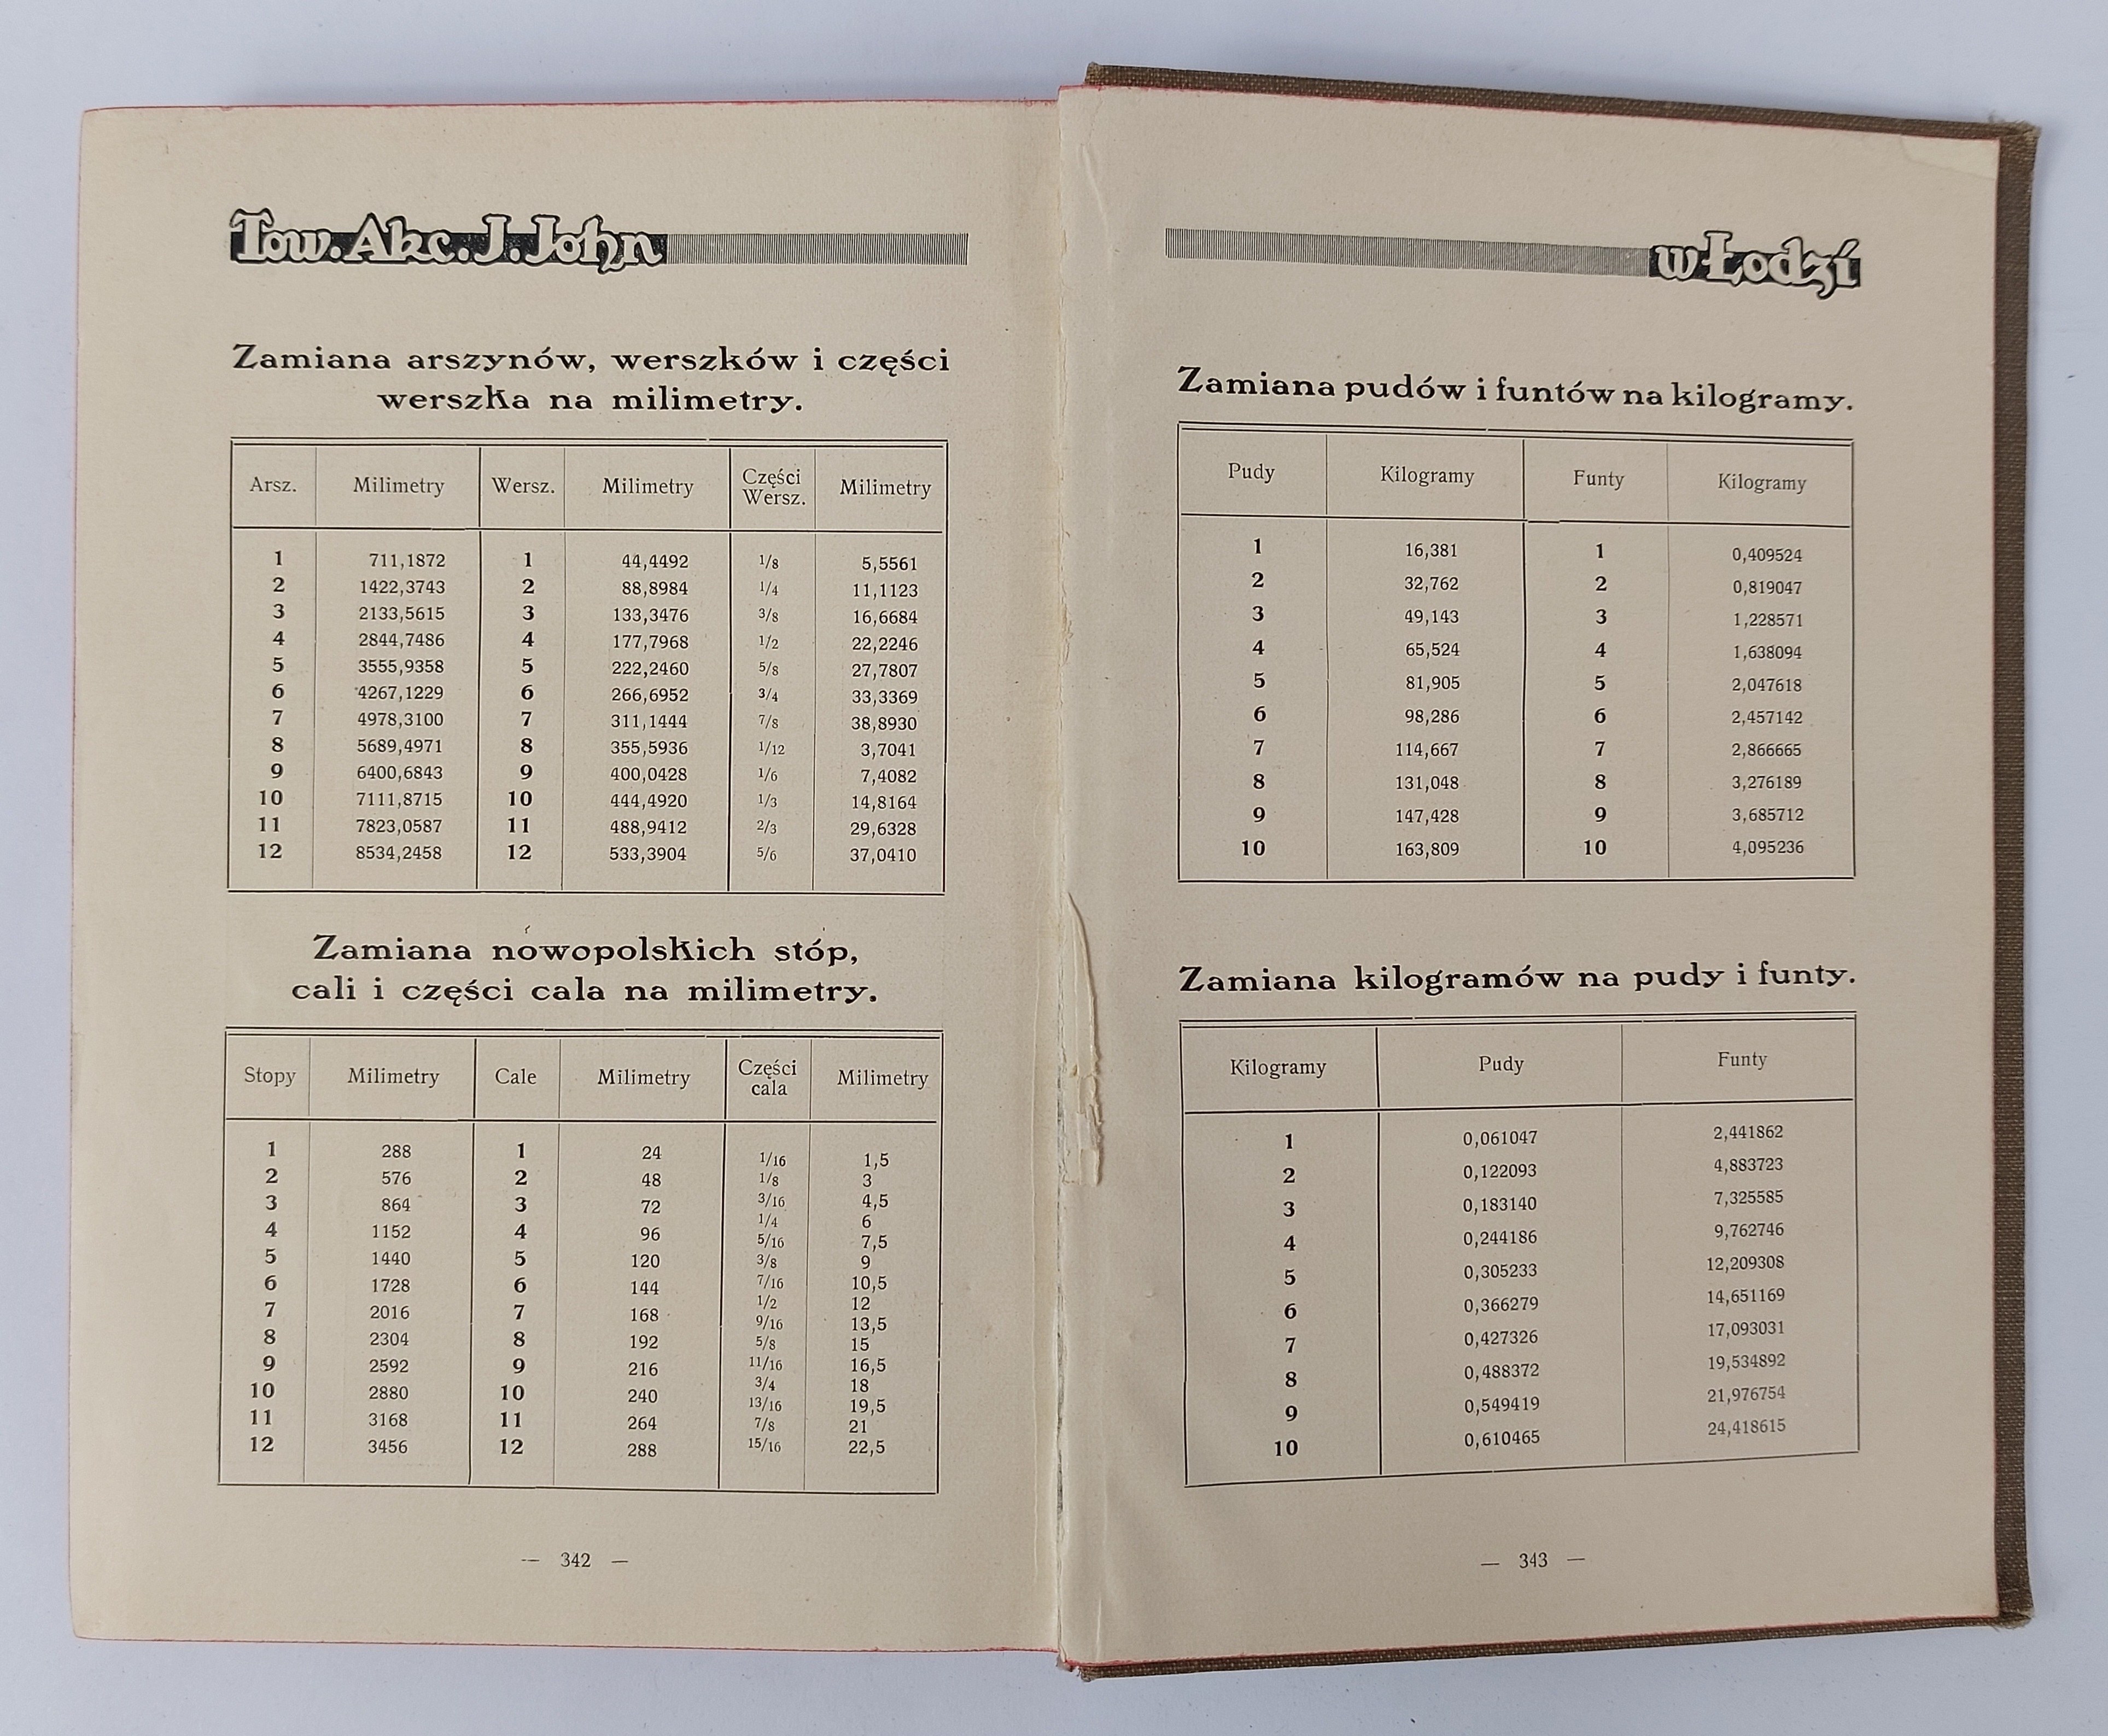 Tow. Akc. J. John
Zamiana arszynów, werszków i części
werszka na milimetry.
Arsz. Milimetry Wersz. Milimetry Części Wersz. Milimetry
1 711,1872 1 44,4492 1/8 5,5561
2 1422,3743 2 88,8984 1/4 11,1123
3 2133,5615 3 133,3476 3/8 16,6684
4 2844,7486 4 177,7968 1/2 22,2246
5 3555,9358 5 222,2460 5/8 27,7807
6 4267,1229 6 266,6952 3/4 33,3369
7 4978,3100 7 311,1444 7/8 38,8930
8 5689,4971 8 355,5936 1/12 3,7041
9 6400,6843 9 400,0428 1/6 7,4082
10 7111,8715 10 444,4920 1/3 14,8164
11 7823,0587 11 488,9412 2/3 29,6328
12 8534,2458 12 533,3904 5/6 37,0410
Zamiana nowopolskich stóp,
cali i części cala na milimetry.
Stopy Milimetry Cale Milimetry Części cala Milimetry
1 288 1 24
2 576 2 48
3 864 3 72
4 1152 4 96
5 1440 5 120
6 1728 6 144
7 2016 7 168
8 2304 8 192
9 2592 9 216
10 2880 10 240
11 3168 11 264
12 3456 12 288
1/16 1,5
1/8 3
3/16 4,5
1/4 6
5/16 7,5
3/8 9
7/16 10,5
1/2 12
9/16 13,5
5/8 15
11/16 16,5
3/4 18
13/16 19,5
7/8 21
15/16 22,5
— 342 —
w Łodzi
Zamiana pudów i funtów na kilogramy.
Pudy Kilogramy Funty Kilogramy
1 16,381 1 0,409524
2 32,762 2 0,819047
3 49,143 3 1,228571
4 65,524 4 1,638094
5 81,905 5 2,047618
6 98,286 6 2,457142
7 114,667 7 2,866665
8 131,048 8 3,276189
9 147,428 9 3,685712
10 163,809 10 4,095236
Zamiana kilogramów na pudy i funty.
Kilogramy Pudy Funty
1 0,061047 2,441862
2 0,122093 4,883723
3 0,183140 7,325585
4 0,244186 9,762746
5 0,305233 12,209308
6 0,366279 14,651169
7 0,427326 17,093031
8 0,488372 19,534892
9 0,549419 21,976754
10 0,610465 24,418615
— 343 —